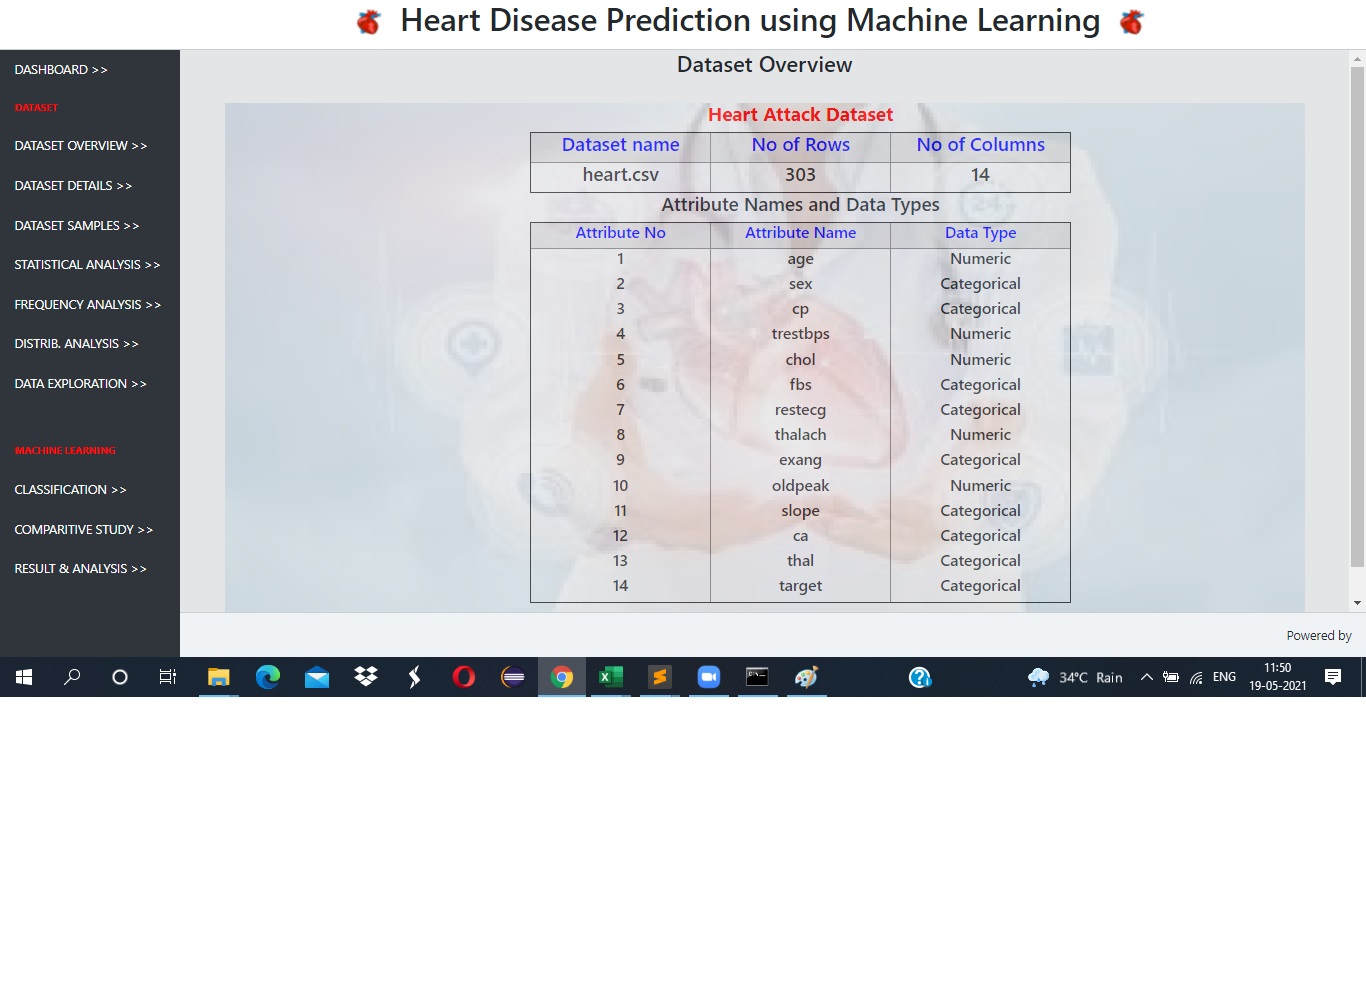 Heart Disease Prediction using Machine Learning
DASHBOARD >>
DATASET
DATASET OVERVIEW >>
DATASET DETAILS >>
DATASET SAMPLES >>
STATISTICAL ANALYSIS >>
FREQUENCY ANALYSIS >>
DISTRIB. ANALYSIS >>
DATA EXPLORATION >>
MACHINE LEARNING
CLASSIFICATION >>
COMPARITIVE STUDY >>
RESULT & ANALYSIS >>
Dataset Overview
Heart Attack Dataset
Dataset name No of Rows No of Columns
heart.csv 303 14
Attribute Names and Data Types
Attribute No Attribute Name Data Type
1 age Numeric
2 sex Categorical
3 cp Categorical
4 trestbps Numeric
5 chol Numeric
6 fbs Categorical
7 restecg Categorical
8 thalach Numeric
9 exang Categorical
10 oldpeak Numeric
11 slope Categorical
12 ca Categorical
13 thal Categorical
14 target Categorical
Powered by
34°C Rain
ENG
11:50
19-05-2021